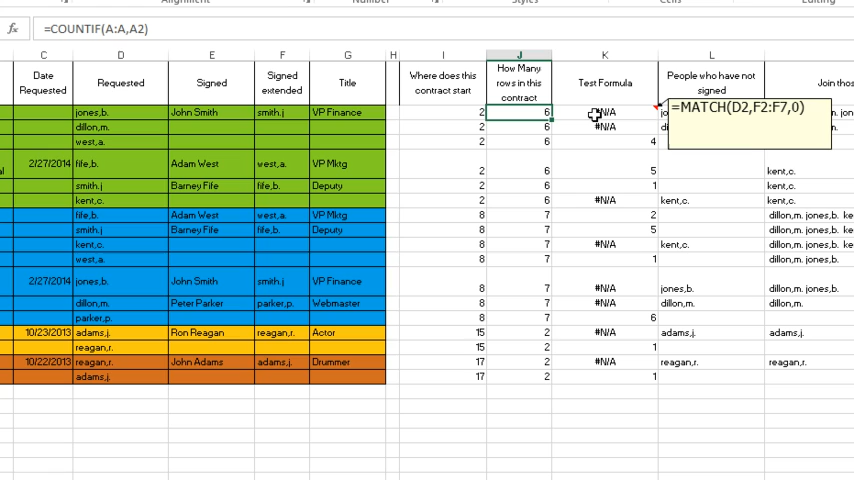 Alignment Number Styles Cells Editing
fx =COUNTIF(A:A,A2)
C D E F G H I J K L
Date Requested Requested Signed Signed extended Title Where does this contract start How Many rows in this contract Test Formula People who have not signed Join thos
jones,b. John Smith smith.j VP Finance 2 6 #N/A jo m. jon
=MATCH(D2,F2:F7,0)
dillon,m. 2 6 #N/A di
west,a. 2 6 4
al 2/27/2014 fife,b. Adam West west,a. VP Mktg 2 6 5 kent,c.
smith.j Barney Fife fife,b. Deputy 2 6 1 kent,c.
kent,c. 2 6 #N/A kent,c. kent,c.
fife,b. Adam West west,a. VP Mktg 8 7 2 dillon,m. jones,b. ke
smith.j Barney Fife fife,b. Deputy 8 7 5 dillon,m. jones,b. ke
kent,c. 8 7 #N/A kent,c. dillon,m. jones,b. ke
west,a. 8 7 1 dillon,m. jones,b.
2/27/2014 jones,b. John Smith smith.j VP Finance 8 7 #N/A jones,b. dillon,m. jones,b.
dillon,m. Peter Parker parker,p. Webmaster 8 7 #N/A dillon,m. dillon,m.
parker,p. 8 7 6
10/23/2013 adams,j. Ron Reagan reagan,r. Actor 15 2 #N/A adams,j. adams,j.
reagan,r. 15 2 1
10/22/2013 reagan,r. John Adams adams,j. Drummer 17 2 #N/A reagan,r. reagan,r.
adams,j. 17 2 1